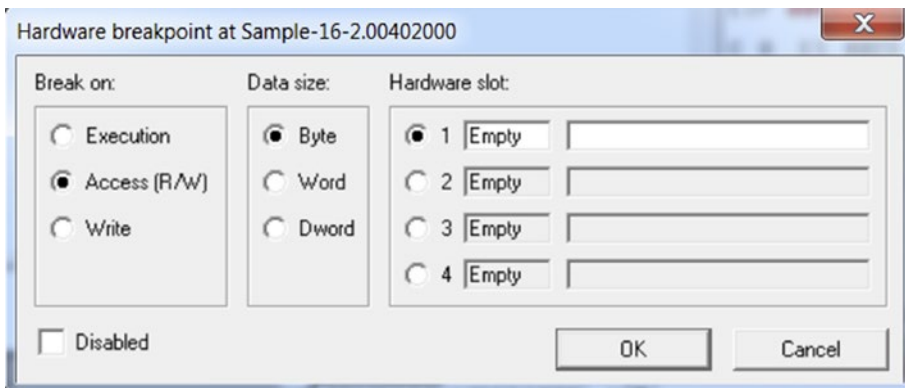 Hardware breakpoint at Sample-16-2.00402000
X
Break on:
Data size:
Hardware slot:
Execution
Byte
1 Empty
Access (R/W)
Word
2 Empty
Write
Dword
3 Empty
4 Empty
Disabled
OK
Cancel